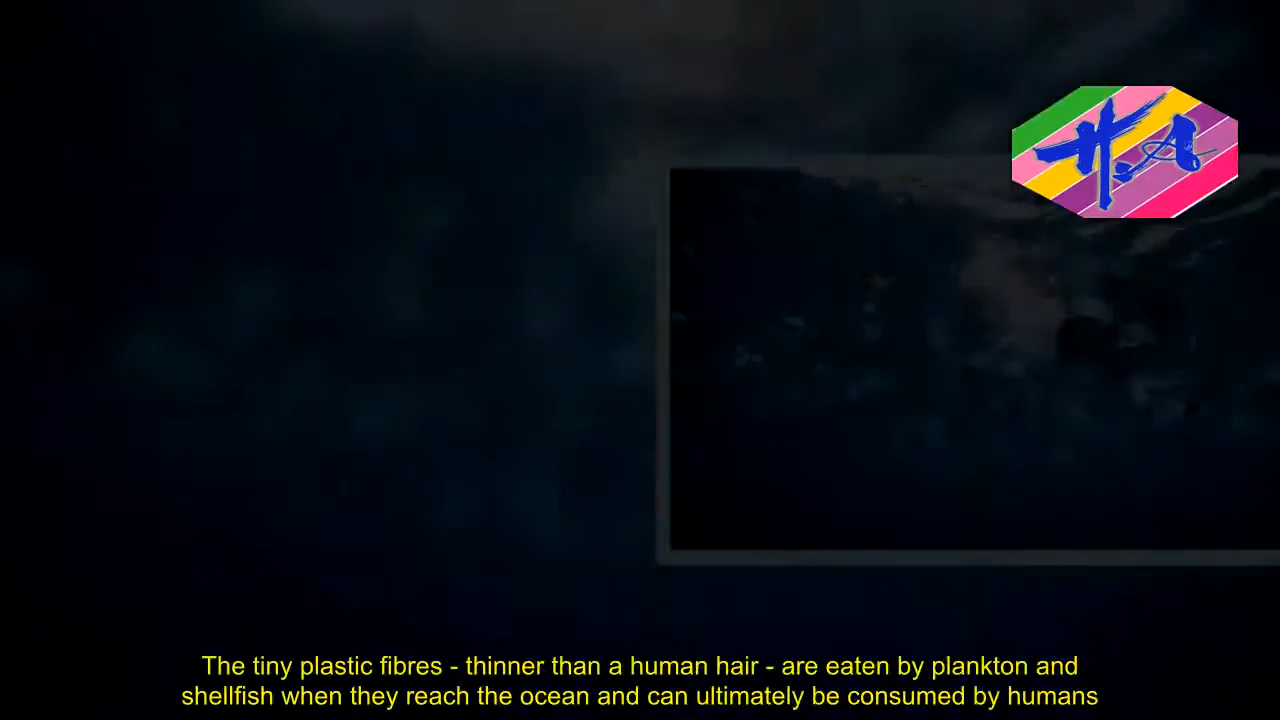 H.A
The tiny plastic fibres - thinner than a human hair - are eaten by plankton and
shellfish when they reach the ocean and can ultimately be consumed by humans